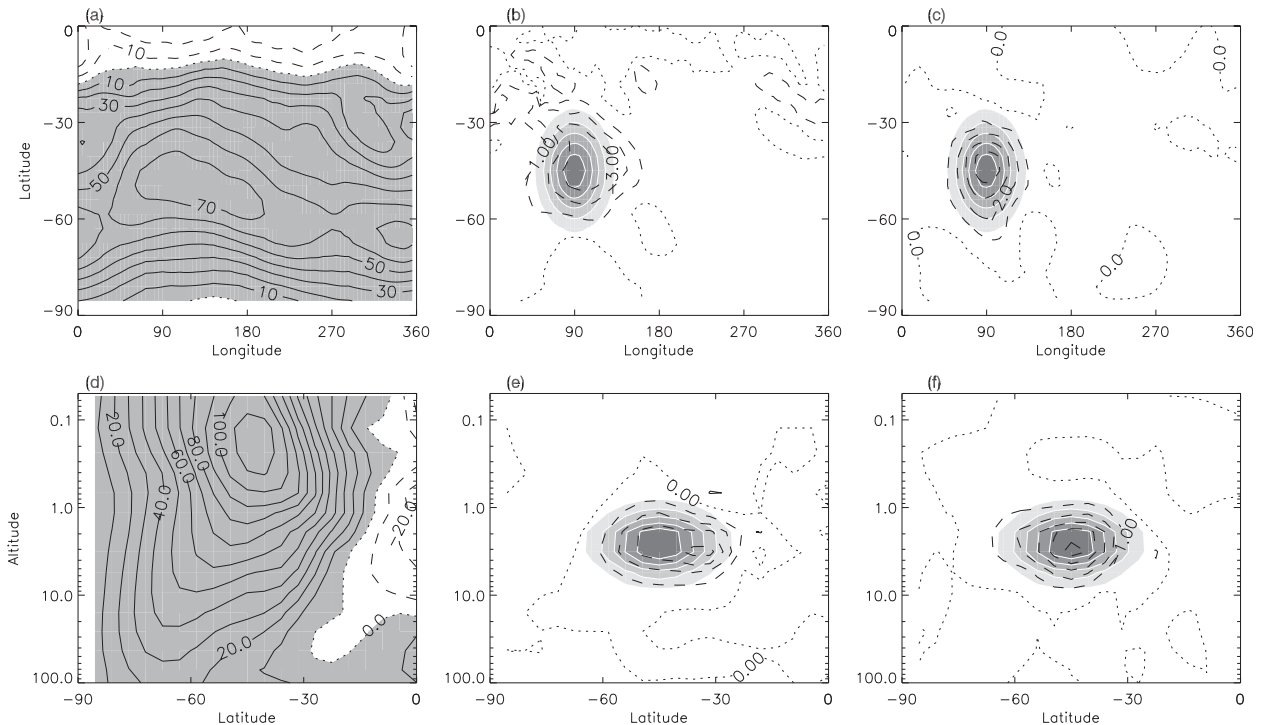 (a) (b) (c)
0 0 0
−30 −30 −30
−60 −60 −60
−90 −90 −90
Latitude
−10
10
30
50
70
50
30
10
1.00
3.00
0.0
−0.0
2.0
0.0
0.0
0 90 180 270 360 0 90 180 270 360 0 90 180 270 360
Longitude Longitude Longitude
(d) (e) (f)
0.1 0.1 0.1
1.0 1.0 1.0
10.0 10.0 10.0
100.0 100.0 100.0
Altitude
20.0
40.0
60.0
80.0
100.0
−20.0
20.0
0.0
0.00
0.00
1.00
−90 −60 −30 0 −90 −60 −30 0 −90 −60 −30 0
Latitude Latitude Latitude